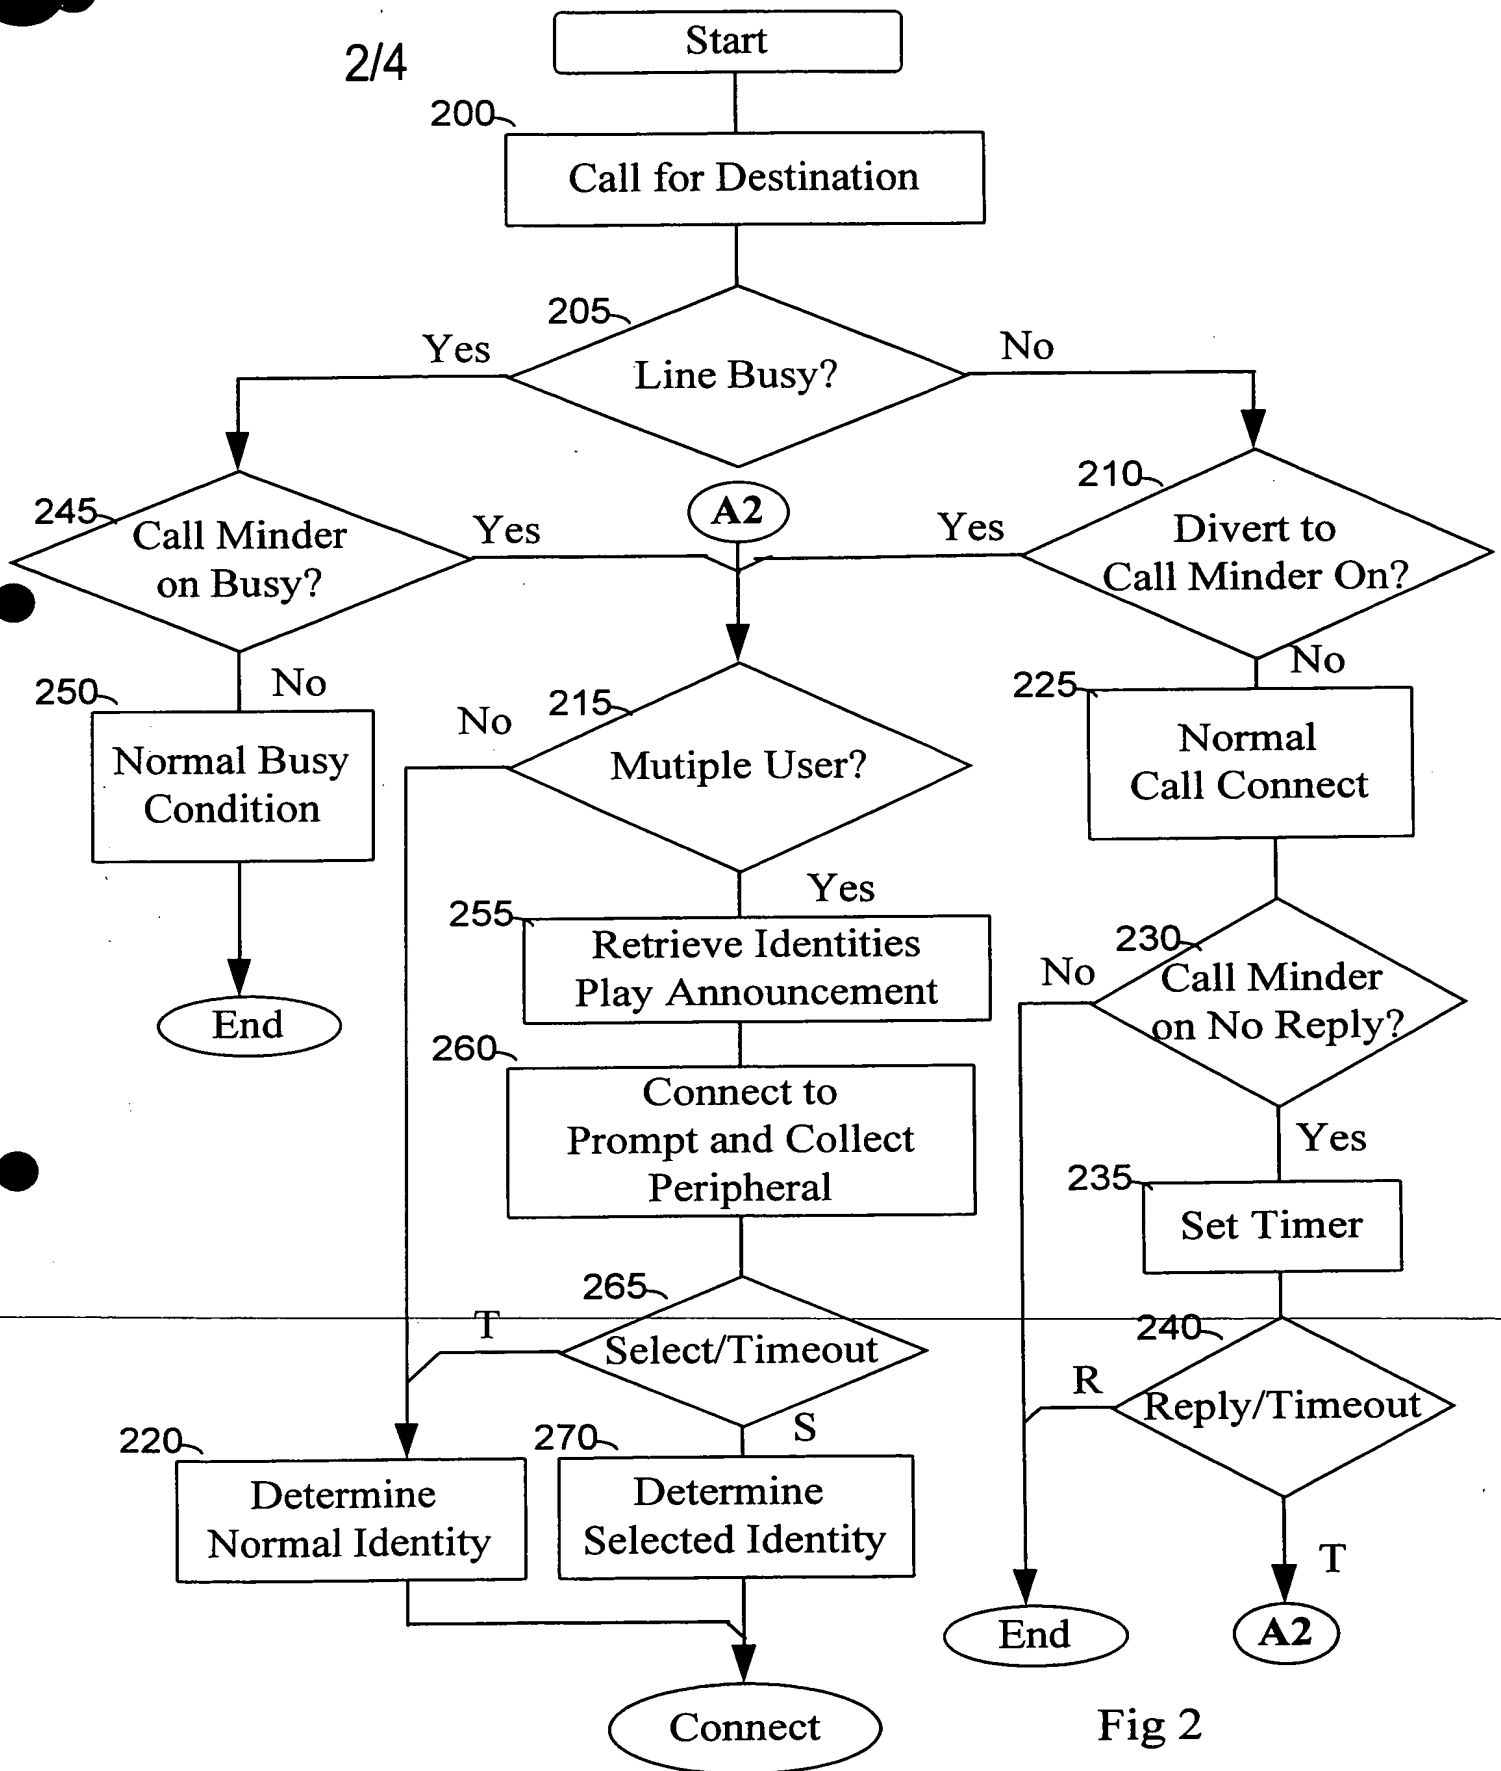 2/4
Start
200
Call for Destination
205
Line Busy?
Yes
No
245
Call Minder
on Busy?
Yes
A2
210
Divert to
Call Minder On?
Yes
No
250
No
Normal Busy
Condition
End
215
Mutiple User?
No
Yes
225
Normal
Call Connect
255
Retrieve Identities
Play Announcement
230
Call Minder
on No Reply?
No
Yes
260
Connect to
Prompt and Collect
Peripheral
235
Set Timer
265
Select/Timeout
T
S
240
Reply/Timeout
R
T
220
Determine
Normal Identity
270
Determine
Selected Identity
End
A2
Connect
Fig 2